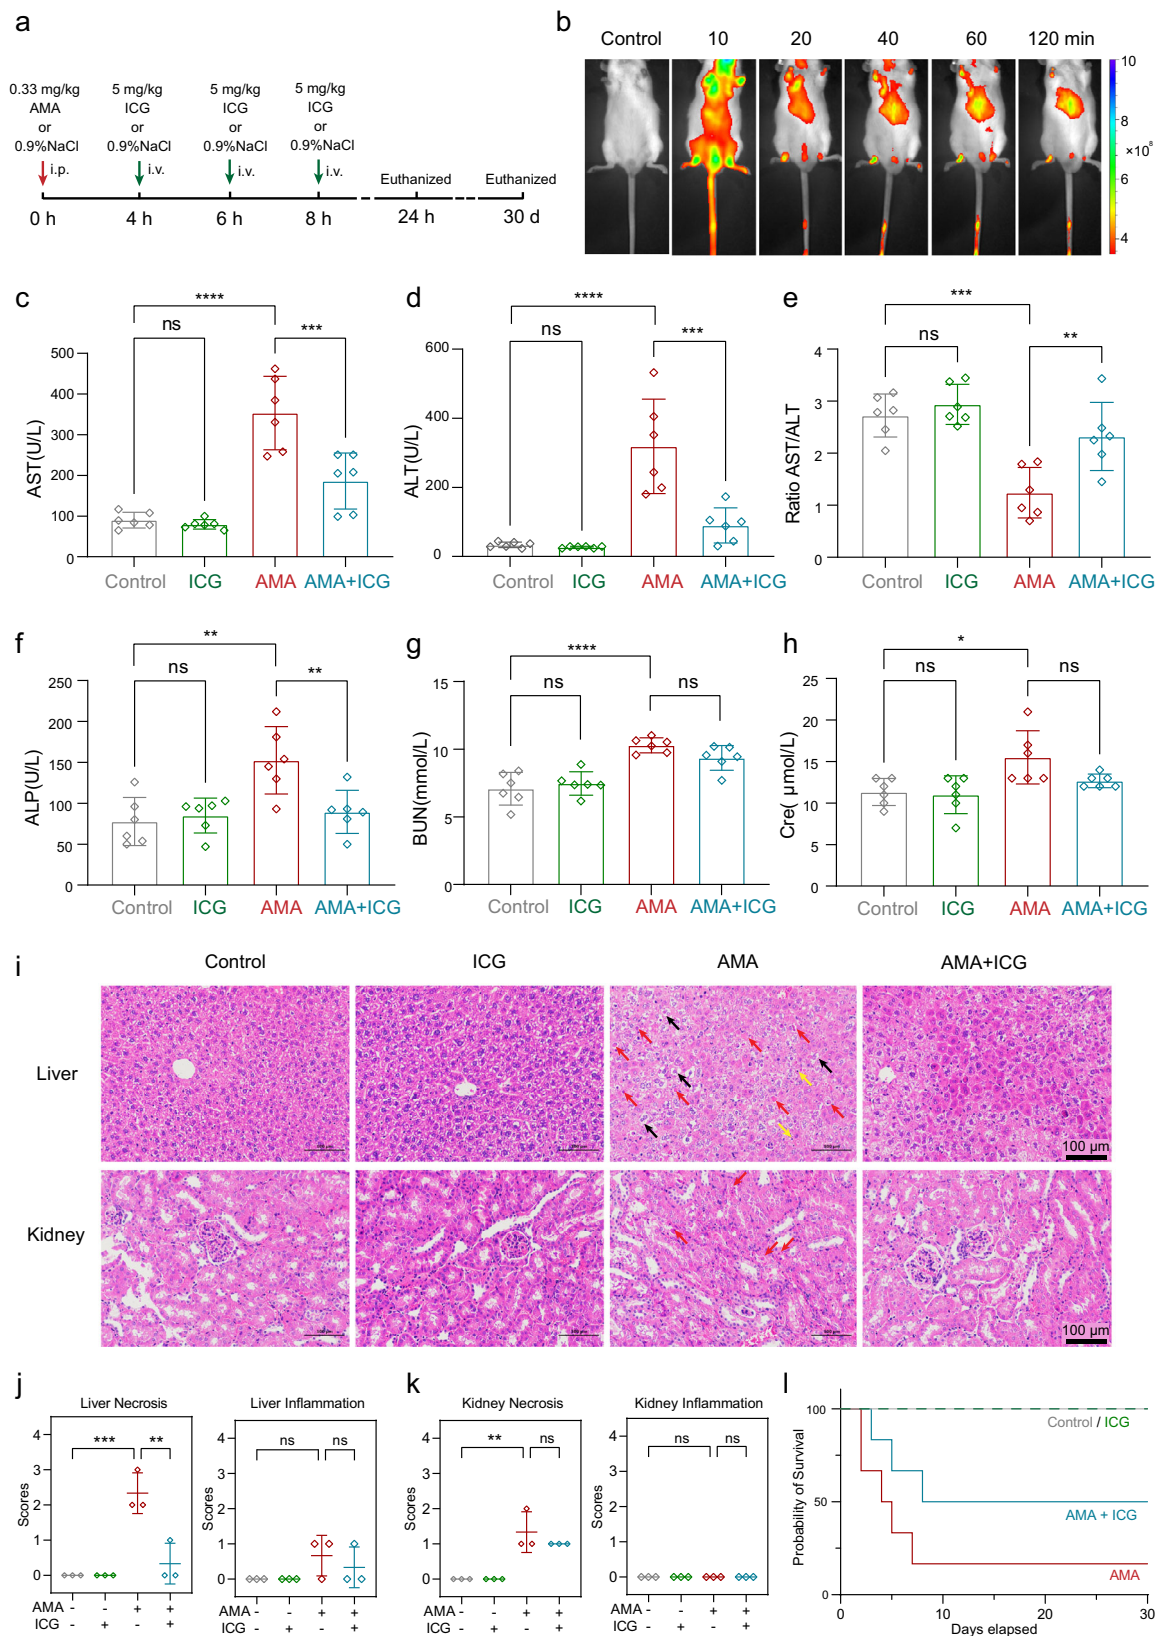 a
0.33 mg/kg
AMA
or
0.9%NaCl
i.p.
5 mg/kg
ICG
or
0.9%NaCl
i.v.
5 mg/kg
ICG
or
0.9%NaCl
i.v.
5 mg/kg
ICG
or
0.9%NaCl
i.v.
Euthanized
Euthanized
0 h
4 h
6 h
8 h
24 h
30 d
b
Control
10
20
40
60
120 min
10
8
×10⁸
6
4
c
****
ns
***
500
400
300
200
100
0
AST(U/L)
Control
ICG
AMA
AMA+ICG
d
****
ns
***
600
400
200
0
ALT(U/L)
Control
ICG
AMA
AMA+ICG
e
***
ns
**
4
3
2
1
0
Ratio AST/ALT
Control
ICG
AMA
AMA+ICG
f
**
ns
**
250
200
150
100
50
0
ALP(U/L)
Control
ICG
AMA
AMA+ICG
g
****
ns
ns
15
10
5
0
BUN(mmol/L)
Control
ICG
AMA
AMA+ICG
h
*
ns
ns
25
20
15
10
5
0
Cre( μmol/L)
Control
ICG
AMA
AMA+ICG
i
Control
ICG
AMA
AMA+ICG
Liver
100 μm
Kidney
100 μm
j
Liver Necrosis
***
**
4
3
2
1
0
Scores
AMA - - + +
ICG - + - +
Liver Inflammation
ns
ns
4
3
2
1
0
Scores
- - + +
- + - +
k
Kidney Necrosis
**
ns
4
3
2
1
0
Scores
AMA - - + +
ICG - + - +
Kidney Inflammation
ns
ns
4
3
2
1
0
Scores
- - + +
- + - +
l
100
50
0
Probability of Survival
Control / ICG
AMA + ICG
AMA
0
10
20
30
Days elapsed